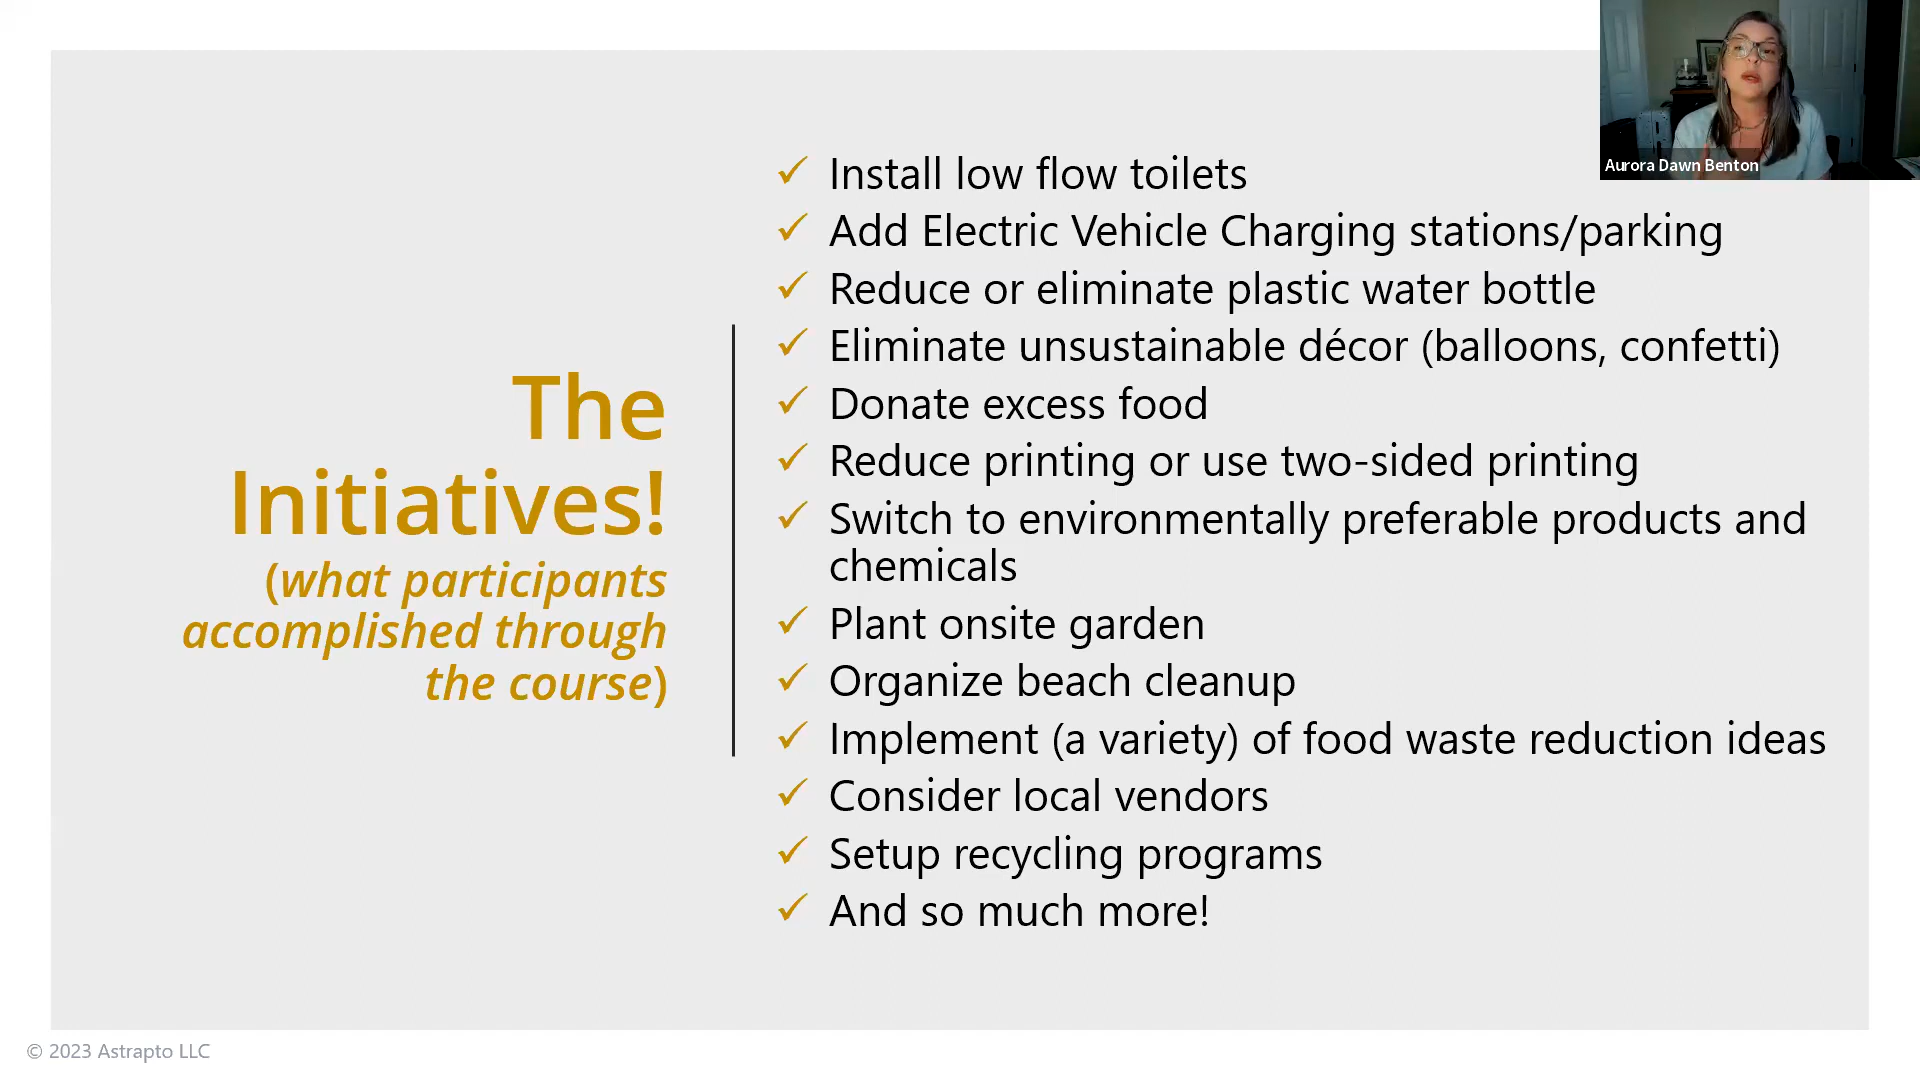 Aurora Dawn Benton
The
Initiatives!
(what participants
accomplished through
the course)
Install low flow toilets
Add Electric Vehicle Charging stations/parking
Reduce or eliminate plastic water bottle
Eliminate unsustainable décor (balloons, confetti)
Donate excess food
Reduce printing or use two-sided printing
Switch to environmentally preferable products and
chemicals
Plant onsite garden
Organize beach cleanup
Implement (a variety) of food waste reduction ideas
Consider local vendors
Setup recycling programs
And so much more!
© 2023 Astrapto LLC